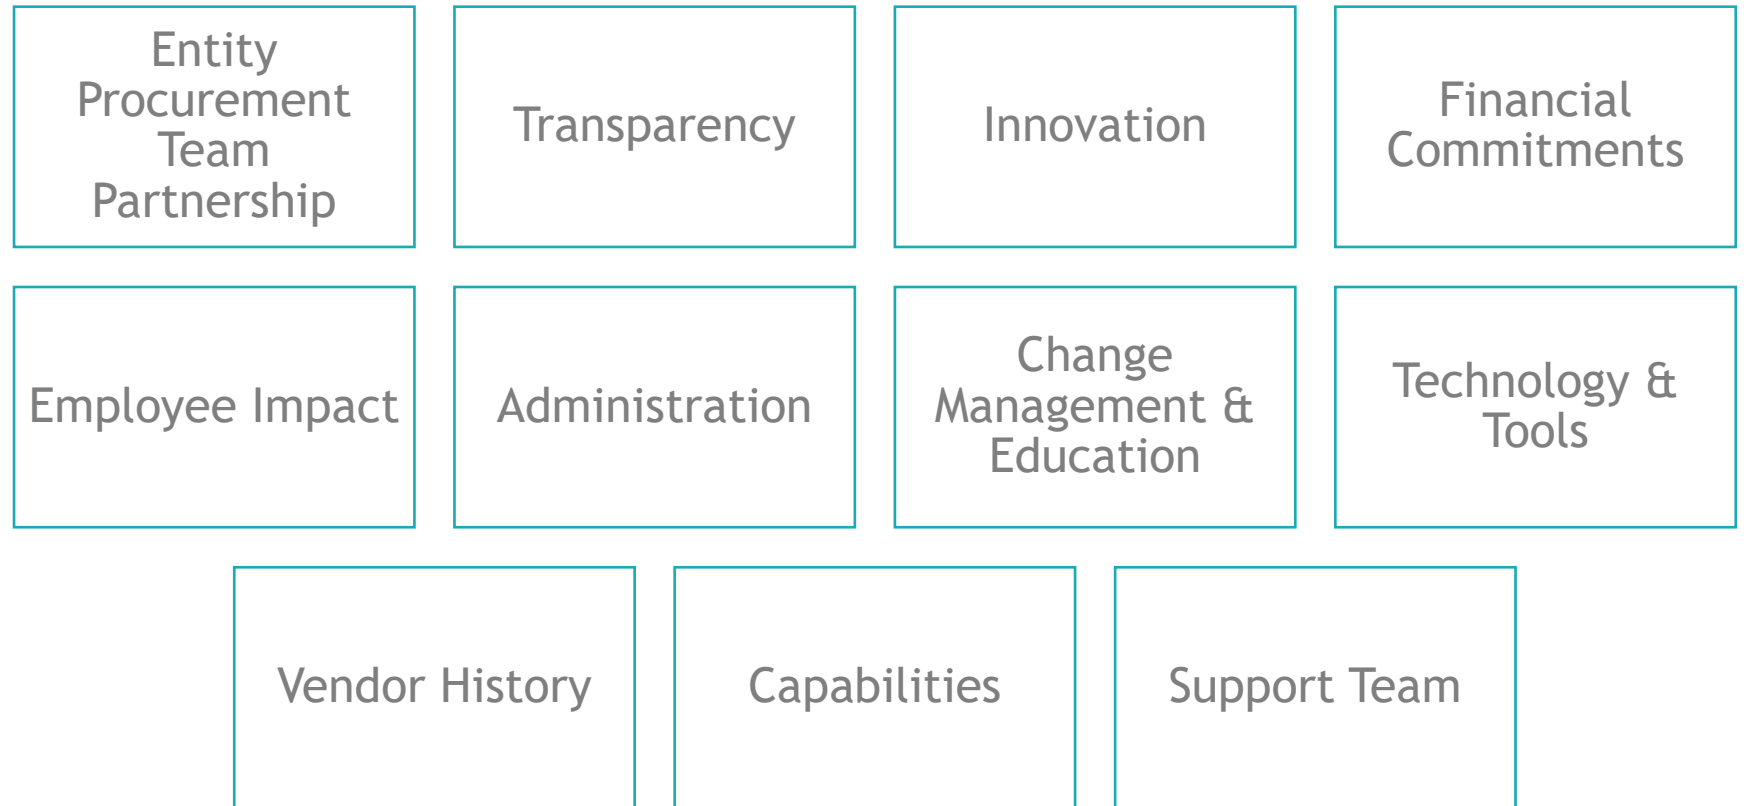 Entity
Procurement
Team
Partnership
Transparency
Innovation
Financial
Commitments
Employee Impact
Administration
Change
Management &
Education
Technology &
Tools
Vendor History
Capabilities
Support Team